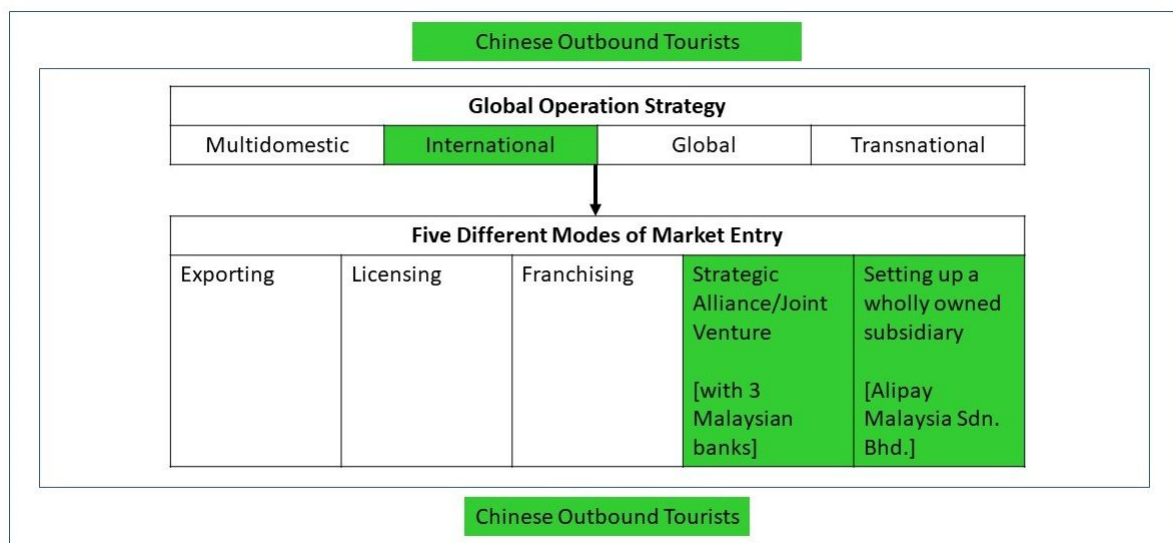 Chinese Outbound Tourists
Global Operation Strategy
Multidomestic
International
Global
Transnational
Five Different Modes of Market Entry
Exporting
Licensing
Franchising
Strategic
Alliance/Joint
Venture
[with 3
Malaysian
banks]
Setting up a
wholly owned
subsidiary
[Alipay
Malaysia Sdn.
Bhd.]
Chinese Outbound Tourists